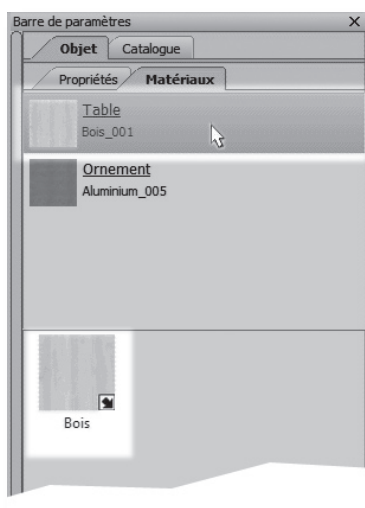 Barre de paramètres
Objet Catalogue
Propriétés Matériaux
Table
Bois_001
Ornement
Aluminium_005
Bois